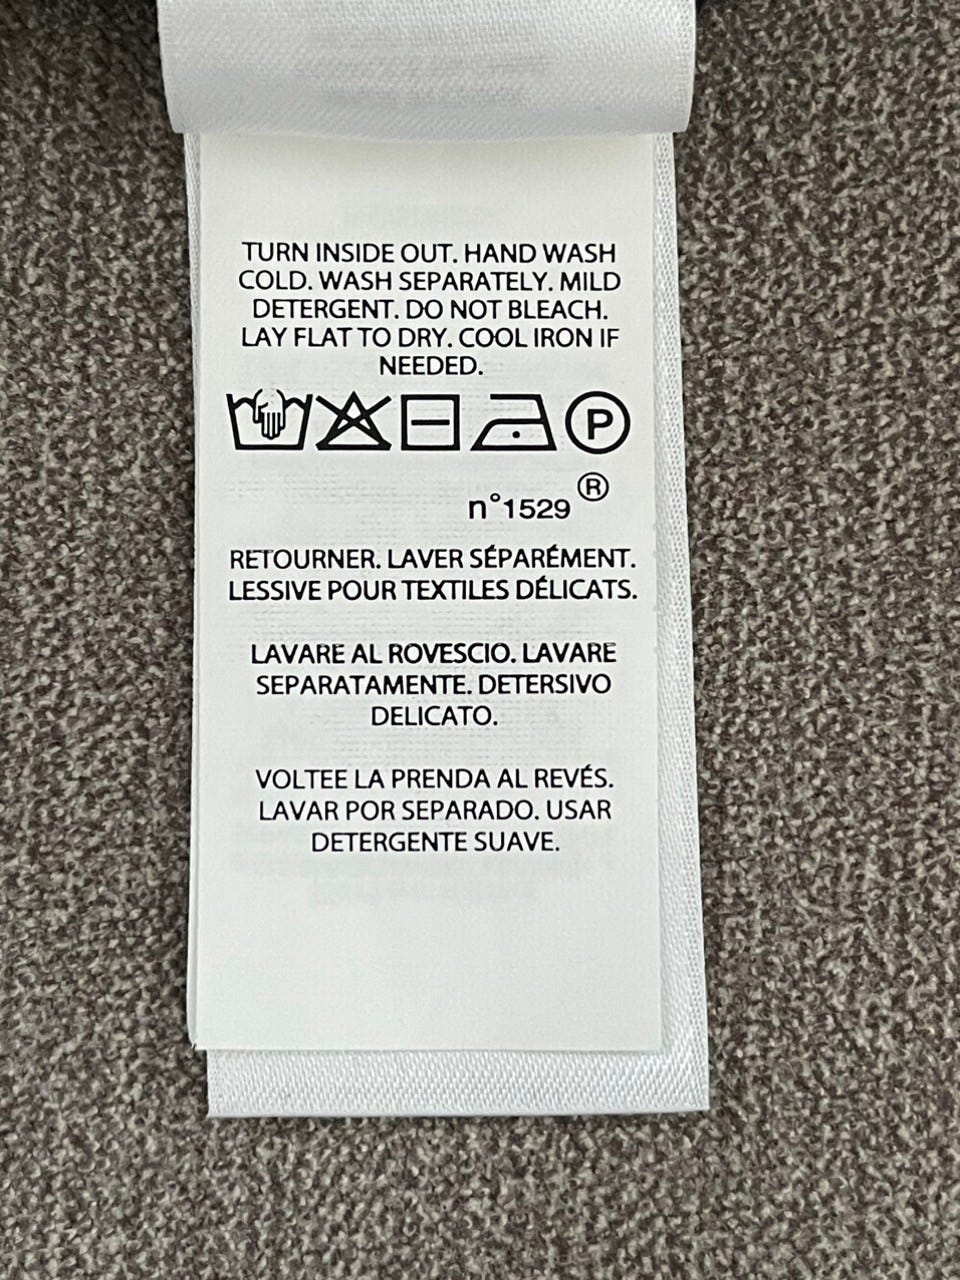 TURN INSIDE OUT. HAND WASH
COLD. WASH SEPARATELY. MILD
DETERGENT. DO NOT BLEACH.
LAY FLAT TO DRY. COOL IRON IF
NEEDED.
P
n°1529 ®
RETOURNER. LAVER SÉPARÉMENT.
LESSIVE POUR TEXTILES DÉLICATS.
LAVARE AL ROVESCIO. LAVARE
SEPARATAMENTE. DETERSIVO
DELICATO.
VOLTEE LA PRENDA AL REVÉS.
LAVAR POR SEPARADO. USAR
DETERGENTE SUAVE.